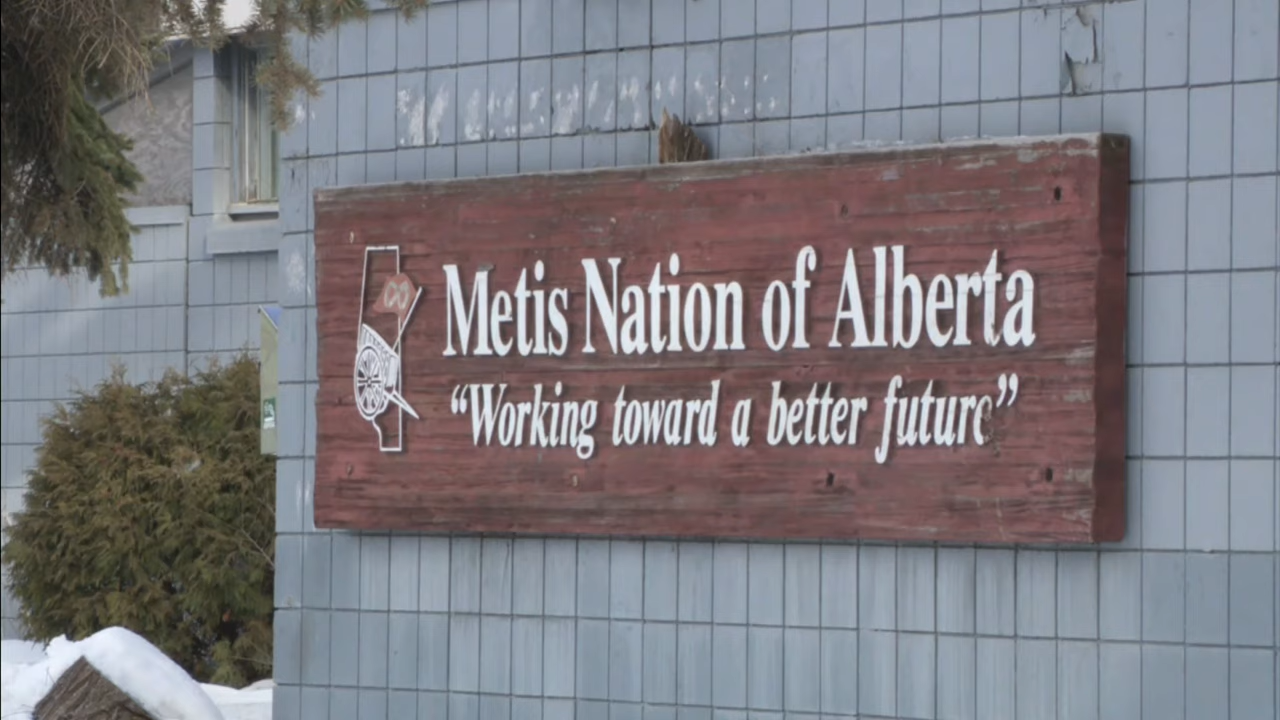 Metis Nation of Alberta
“Working toward a better future”